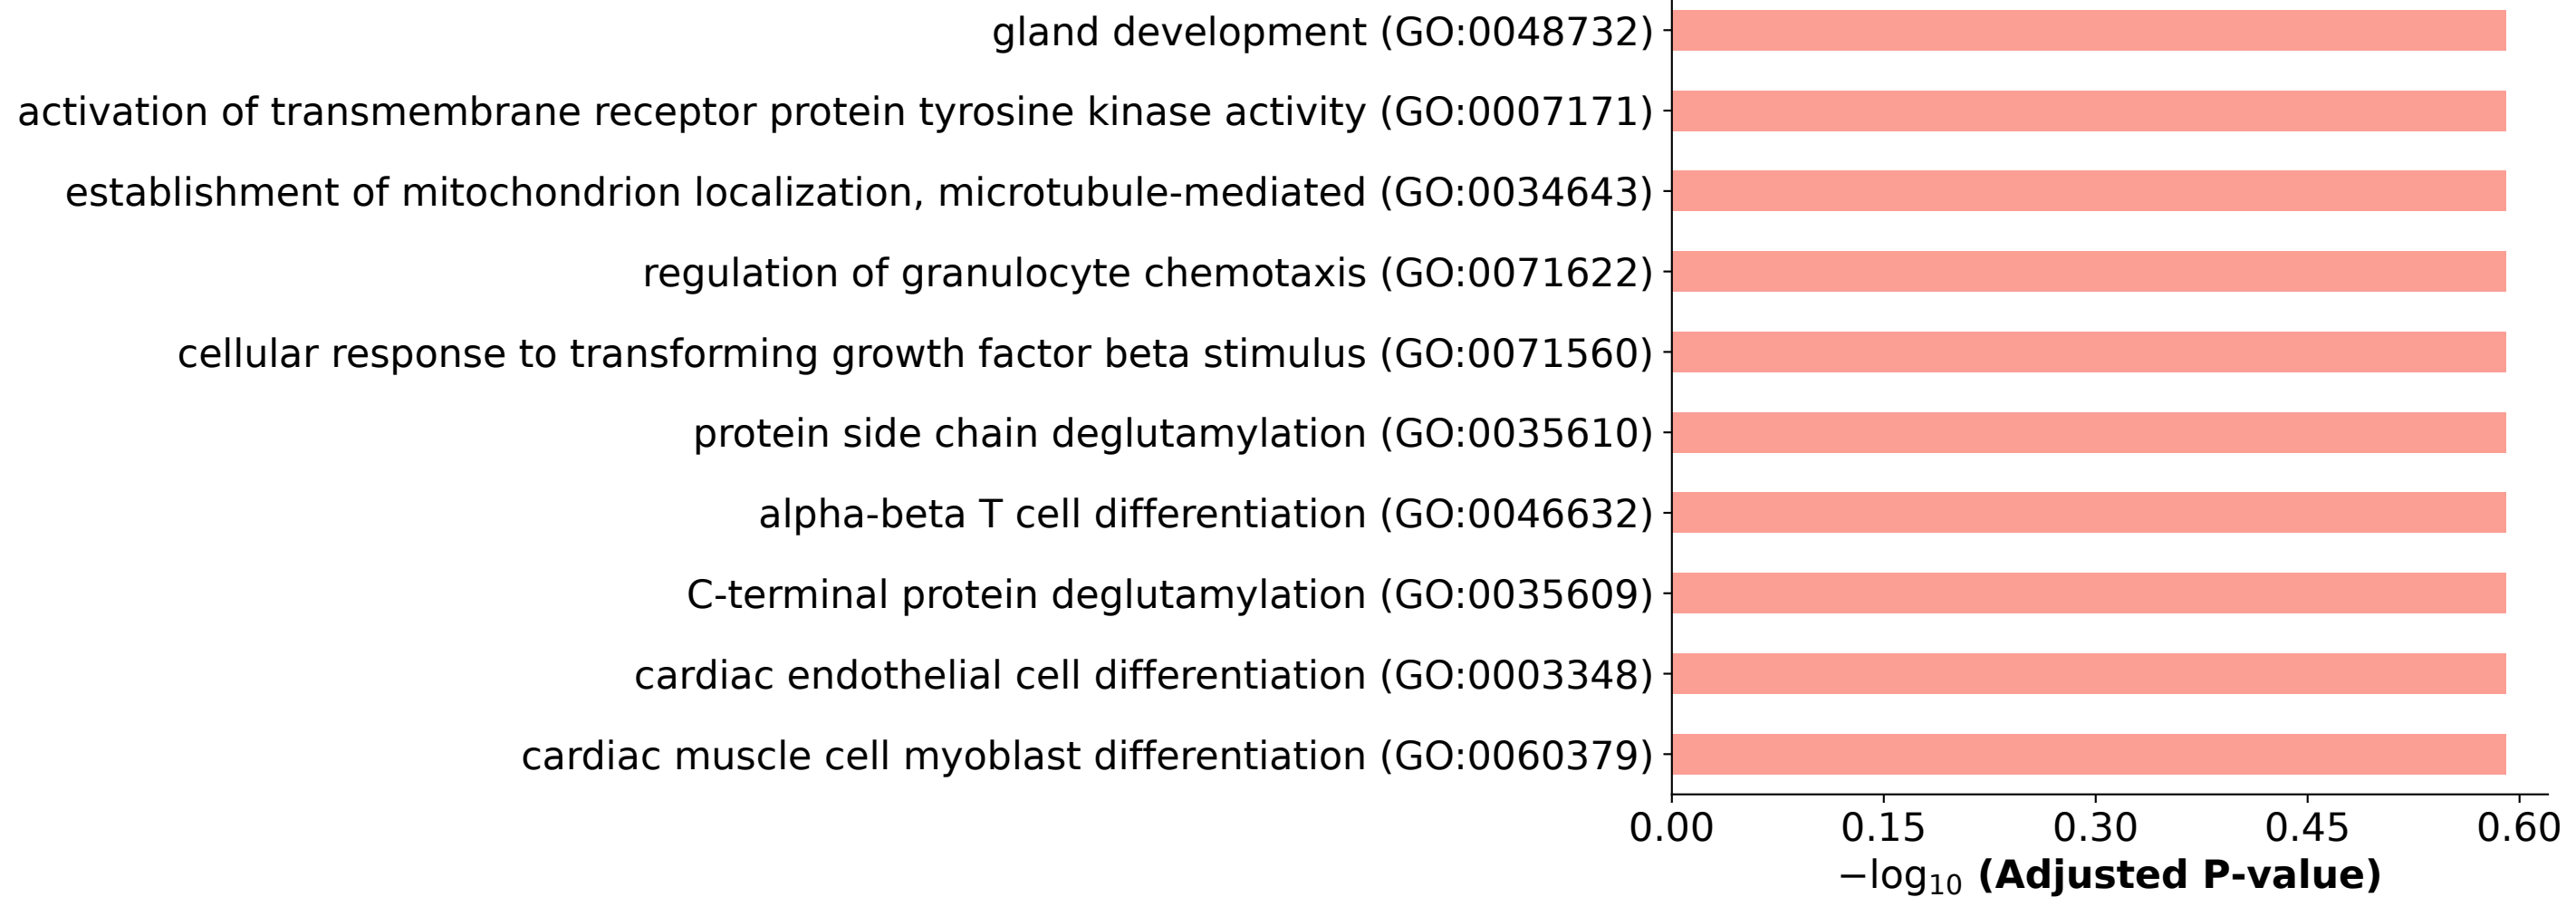 gland development (GO:0048732)
activation of transmembrane receptor protein tyrosine kinase activity (GO:0007171)
establishment of mitochondrion localization, microtubule-mediated (GO:0034643)
regulation of granulocyte chemotaxis (GO:0071622)
cellular response to transforming growth factor beta stimulus (GO:0071560)
protein side chain deglutamylation (GO:0035610)
alpha-beta T cell differentiation (GO:0046632)
C-terminal protein deglutamylation (GO:0035609)
cardiac endothelial cell differentiation (GO:0003348)
cardiac muscle cell myoblast differentiation (GO:0060379)
0.00 0.15 0.30 0.45 0.60
−log₁₀ (Adjusted P-value)